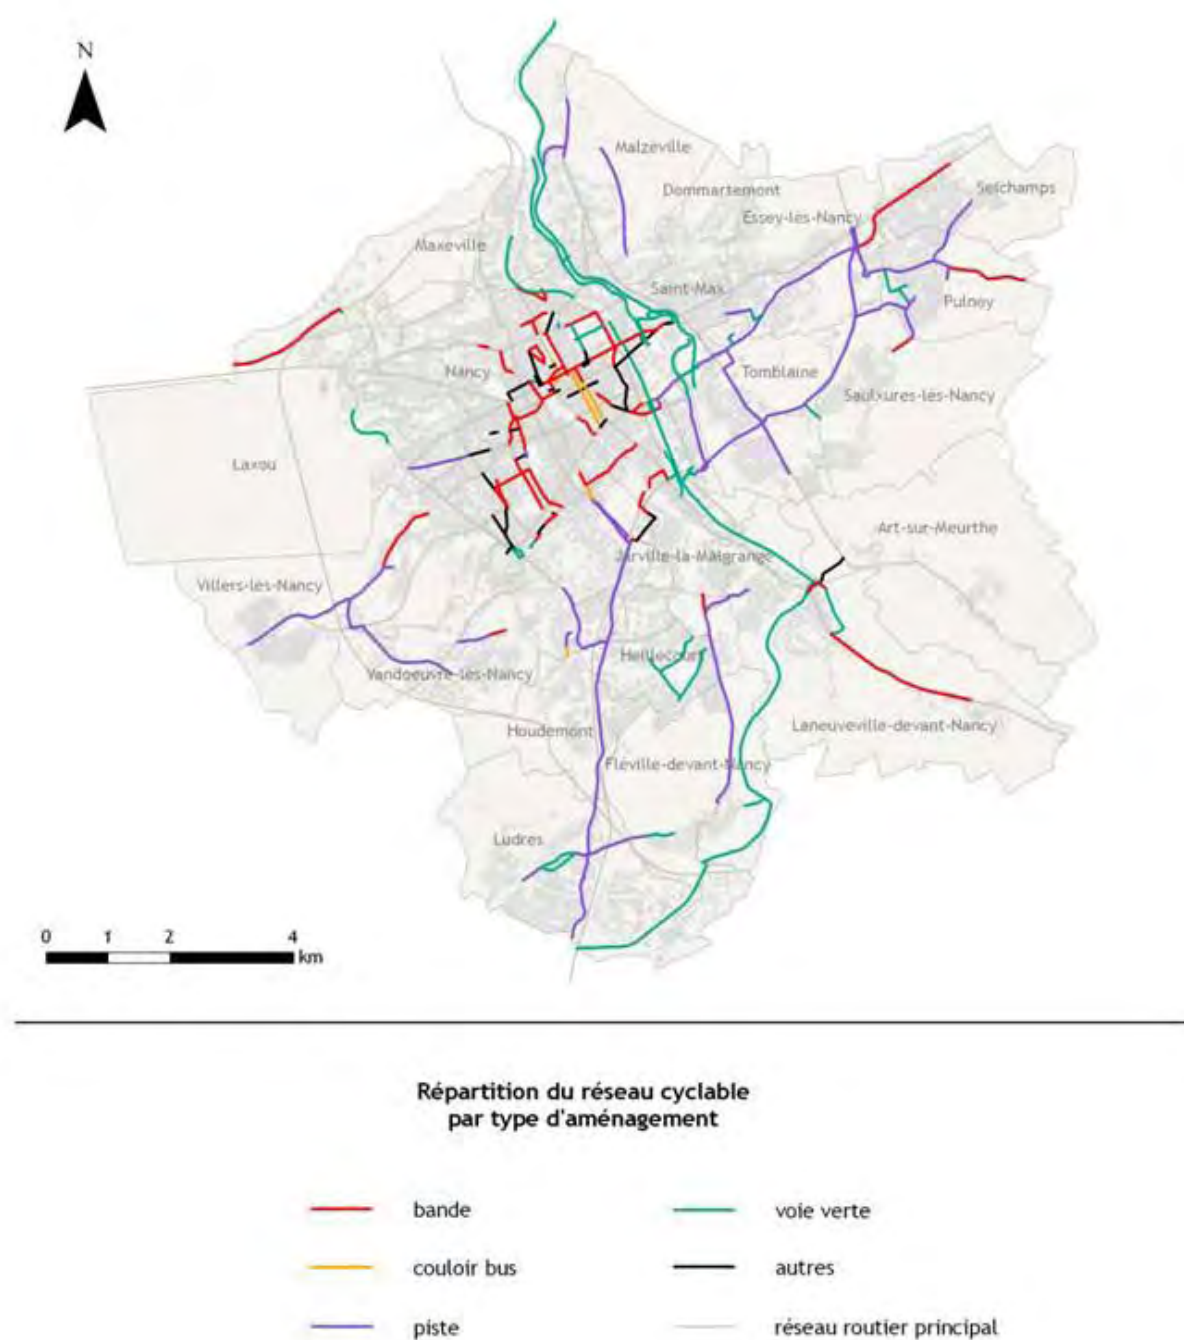 N
Malzeville
Dommartemont
Seichamps
Essey-lès-Nancy
Maxeville
Saint-Max
Pulnoy
Nancy
Tomblaine
Saulxures-lès-Nancy
Laxou
Art-sur-Meurthe
Jarville-la-Malgrange
Villers-lès-Nancy
Heillecourt
Vandoeuvre-lès-Nancy
Houdemont
Laneuveville-devant-Nancy
Fléville-devant-Nancy
Ludres
0 1 2 4
km
Répartition du réseau cyclable
par type d'aménagement
bande
voie verte
couloir bus
autres
piste
réseau routier principal